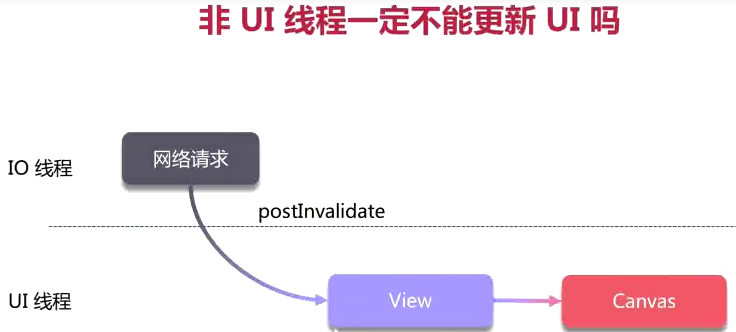 非 UI 线程一定不能更新 UI 吗
网络请求
IO 线程
postInvalidate
UI 线程
View
Canvas